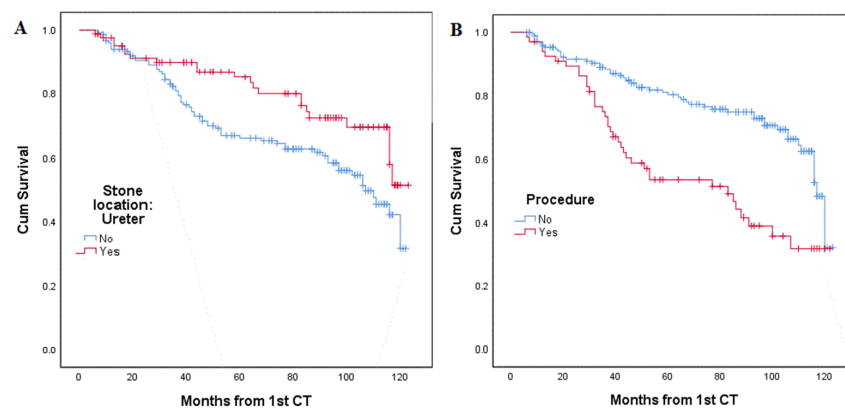 A
1.0
0.8
0.6
0.4
0.2
0.0
Cum Survival
Stone
location:
Ureter
No
Yes
0 20 40 60 80 100 120
Months from 1st CT
B
1.0
0.8
0.6
0.4
0.2
0.0
Cum Survival
Procedure
No
Yes
0 20 40 60 80 100 120
Months from 1st CT